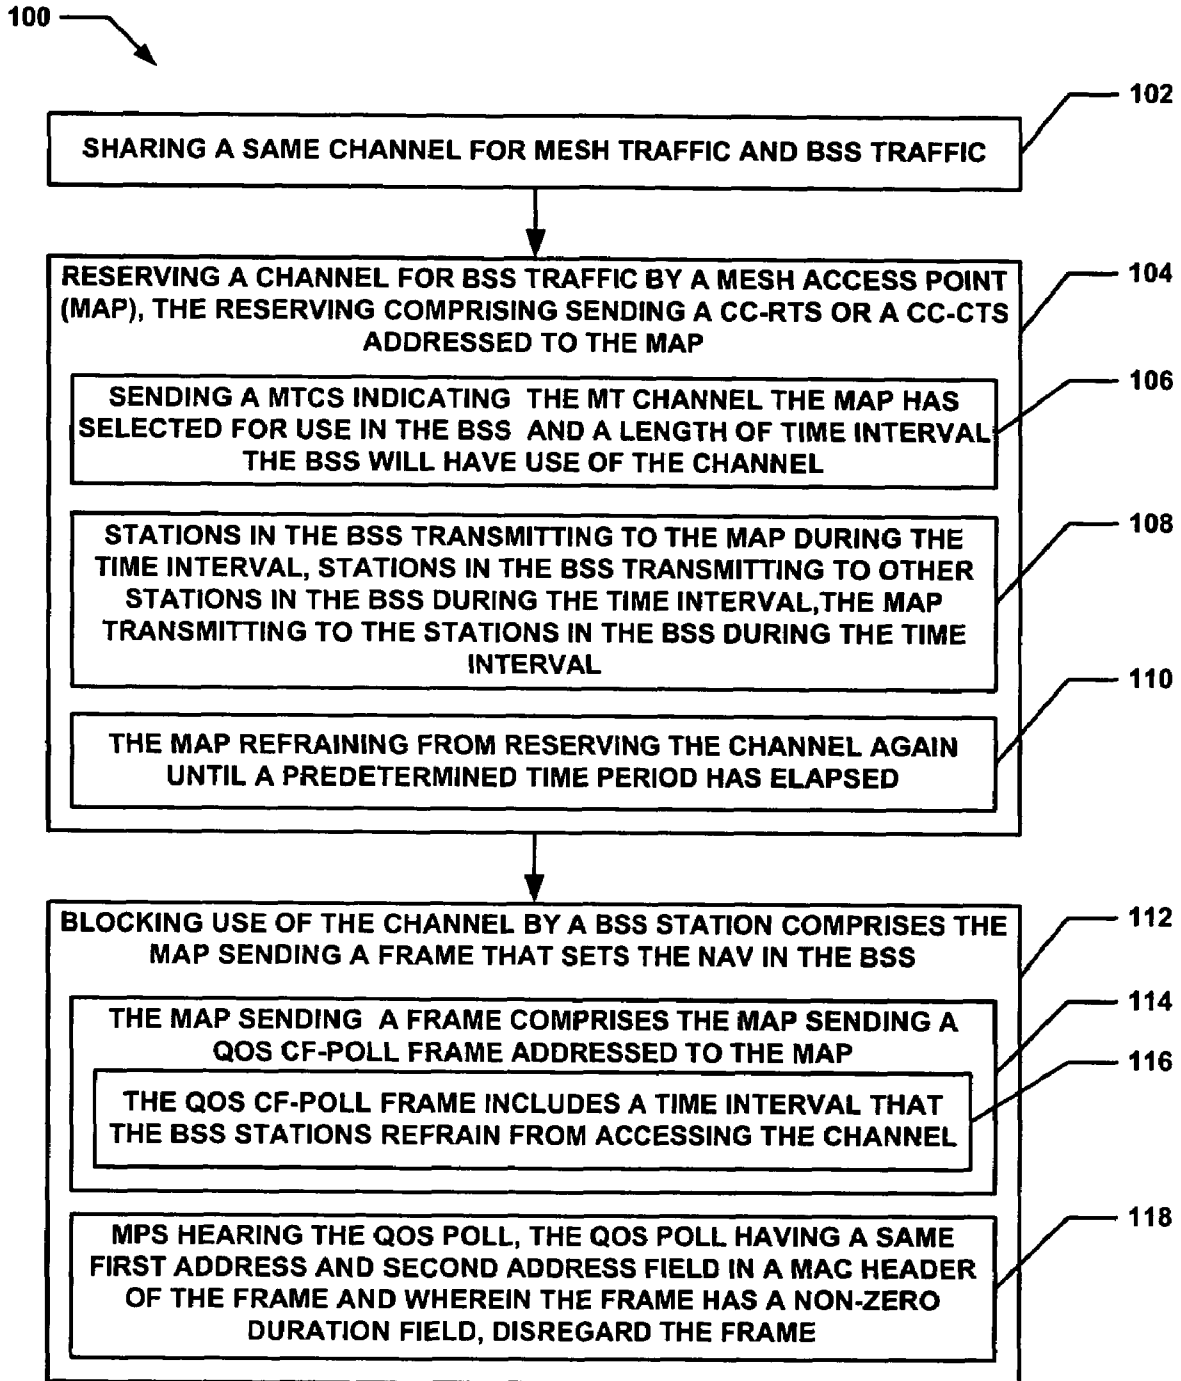 100
102
SHARING A SAME CHANNEL FOR MESH TRAFFIC AND BSS TRAFFIC
104
RESERVING A CHANNEL FOR BSS TRAFFIC BY A MESH ACCESS POINT
(MAP), THE RESERVING COMPRISING SENDING A CC-RTS OR A CC-CTS
ADDRESSED TO THE MAP
106
SENDING A MTCS INDICATING THE MT CHANNEL THE MAP HAS
SELECTED FOR USE IN THE BSS AND A LENGTH OF TIME INTERVAL
THE BSS WILL HAVE USE OF THE CHANNEL
108
STATIONS IN THE BSS TRANSMITTING TO THE MAP DURING THE
TIME INTERVAL, STATIONS IN THE BSS TRANSMITTING TO OTHER
STATIONS IN THE BSS DURING THE TIME INTERVAL,THE MAP
TRANSMITTING TO THE STATIONS IN THE BSS DURING THE TIME
INTERVAL
110
THE MAP REFRAINING FROM RESERVING THE CHANNEL AGAIN
UNTIL A PREDETERMINED TIME PERIOD HAS ELAPSED
112
BLOCKING USE OF THE CHANNEL BY A BSS STATION COMPRISES THE
MAP SENDING A FRAME THAT SETS THE NAV IN THE BSS
114
THE MAP SENDING A FRAME COMPRISES THE MAP SENDING A
QOS CF-POLL FRAME ADDRESSED TO THE MAP
116
THE QOS CF-POLL FRAME INCLUDES A TIME INTERVAL THAT
THE BSS STATIONS REFRAIN FROM ACCESSING THE CHANNEL
118
MPS HEARING THE QOS POLL, THE QOS POLL HAVING A SAME
FIRST ADDRESS AND SECOND ADDRESS FIELD IN A MAC HEADER
OF THE FRAME AND WHEREIN THE FRAME HAS A NON-ZERO
DURATION FIELD, DISREGARD THE FRAME